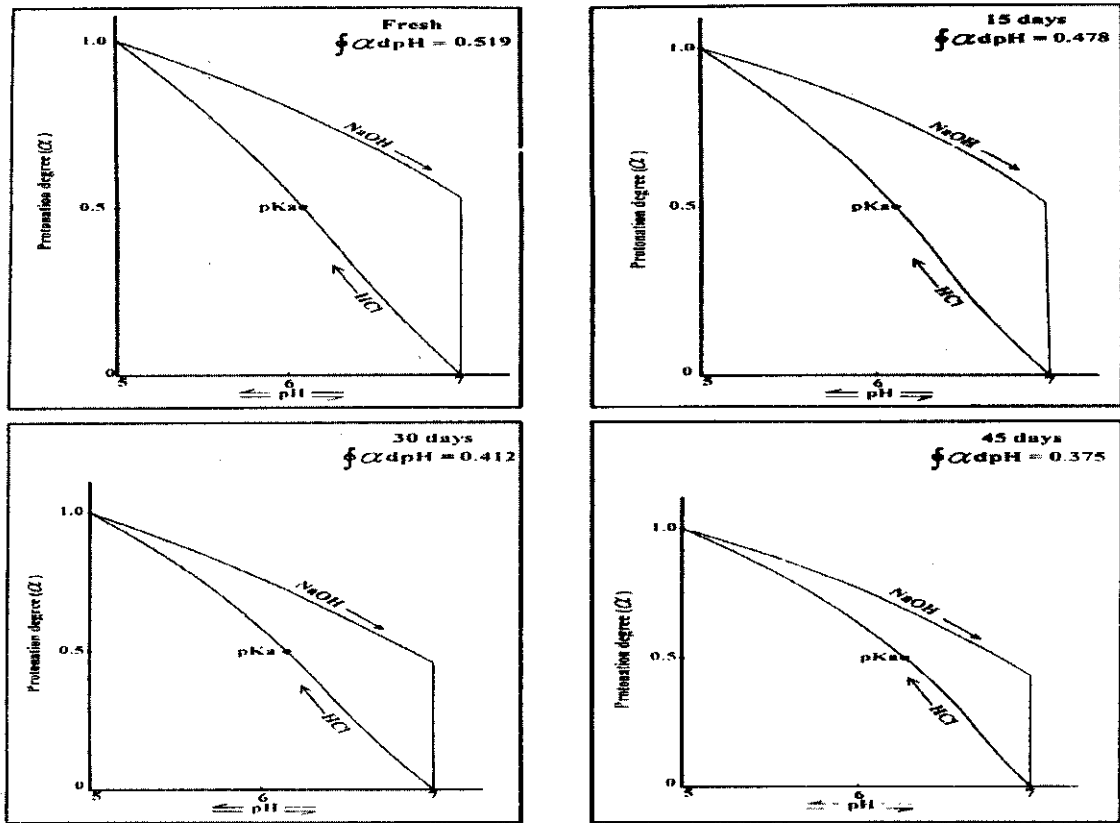 Fresh
∮ αdpH = 0.519
1.0
NaOH
Protonation degree (α)
0.5
pKa
HCl
0
5
6
7
pH
15 days
∮ αdpH = 0.478
1.0
NaOH
Protonation degree (α)
0.5
pKa
HCl
0
5
6
7
pH
30 days
∮ αdpH = 0.412
1.0
NaOH
Protonation degree (α)
0.5
pKa
HCl
0
5
6
7
pH
45 days
∮ αdpH = 0.375
1.0
NaOH
Protonation degree (α)
0.5
pKa
HCl
0
5
6
7
pH